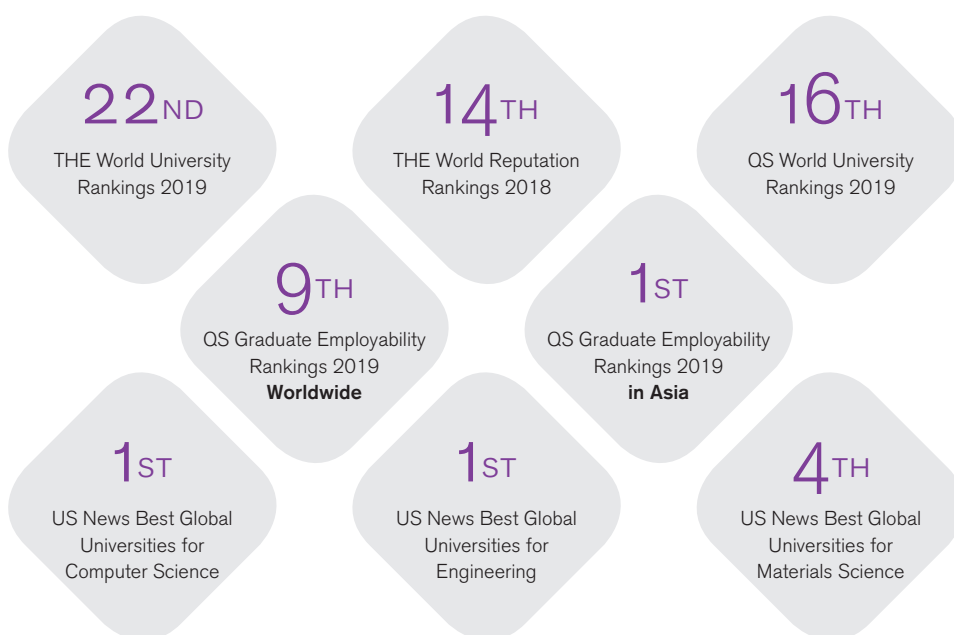 22ND
THE World University
Rankings 2019
14TH
THE World Reputation
Rankings 2018
16TH
QS World University
Rankings 2019
9TH
QS Graduate Employability
Rankings 2019
Worldwide
1ST
QS Graduate Employability
Rankings 2019
in Asia
1ST
US News Best Global
Universities for
Computer Science
1ST
US News Best Global
Universities for
Engineering
4TH
US News Best Global
Universities for
Materials Science